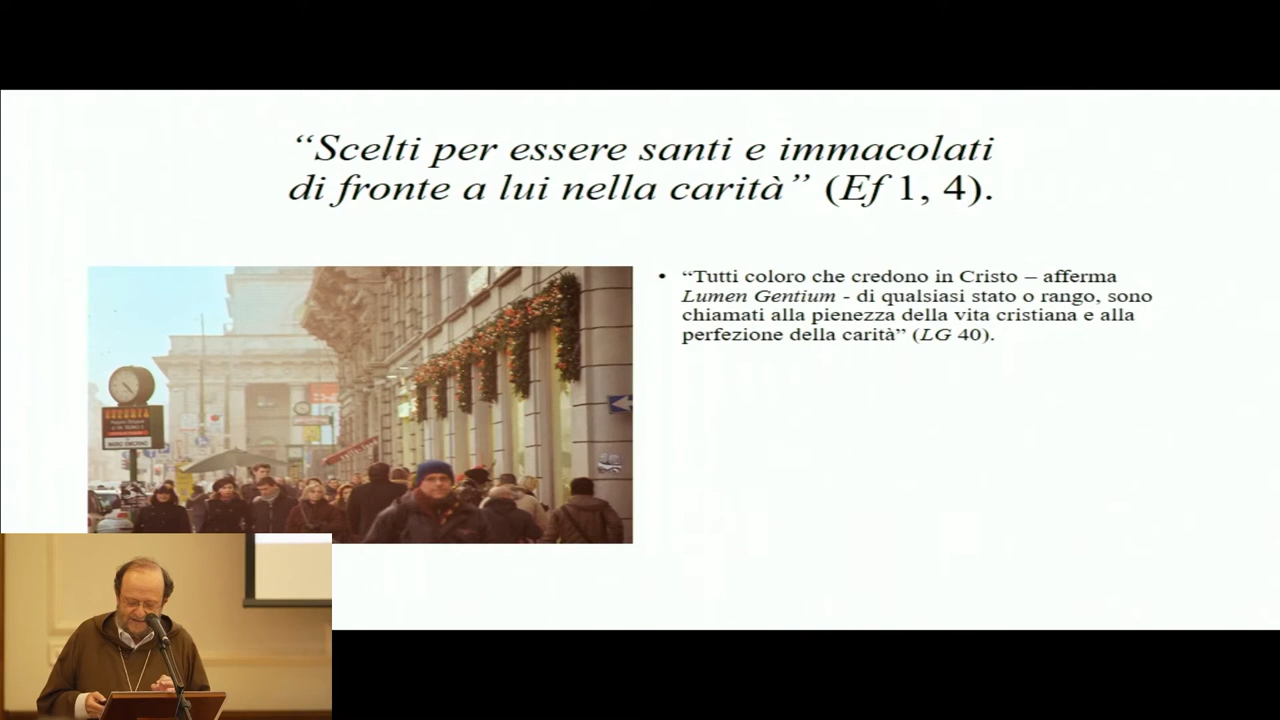 “Scelti per essere santi e immacolati
di fronte a lui nella carità” (Ef 1, 4).
• “Tutti coloro che credono in Cristo – afferma
Lumen Gentium - di qualsiasi stato o rango, sono
chiamati alla pienezza della vita cristiana e alla
perfezione della carità” (LG 40).